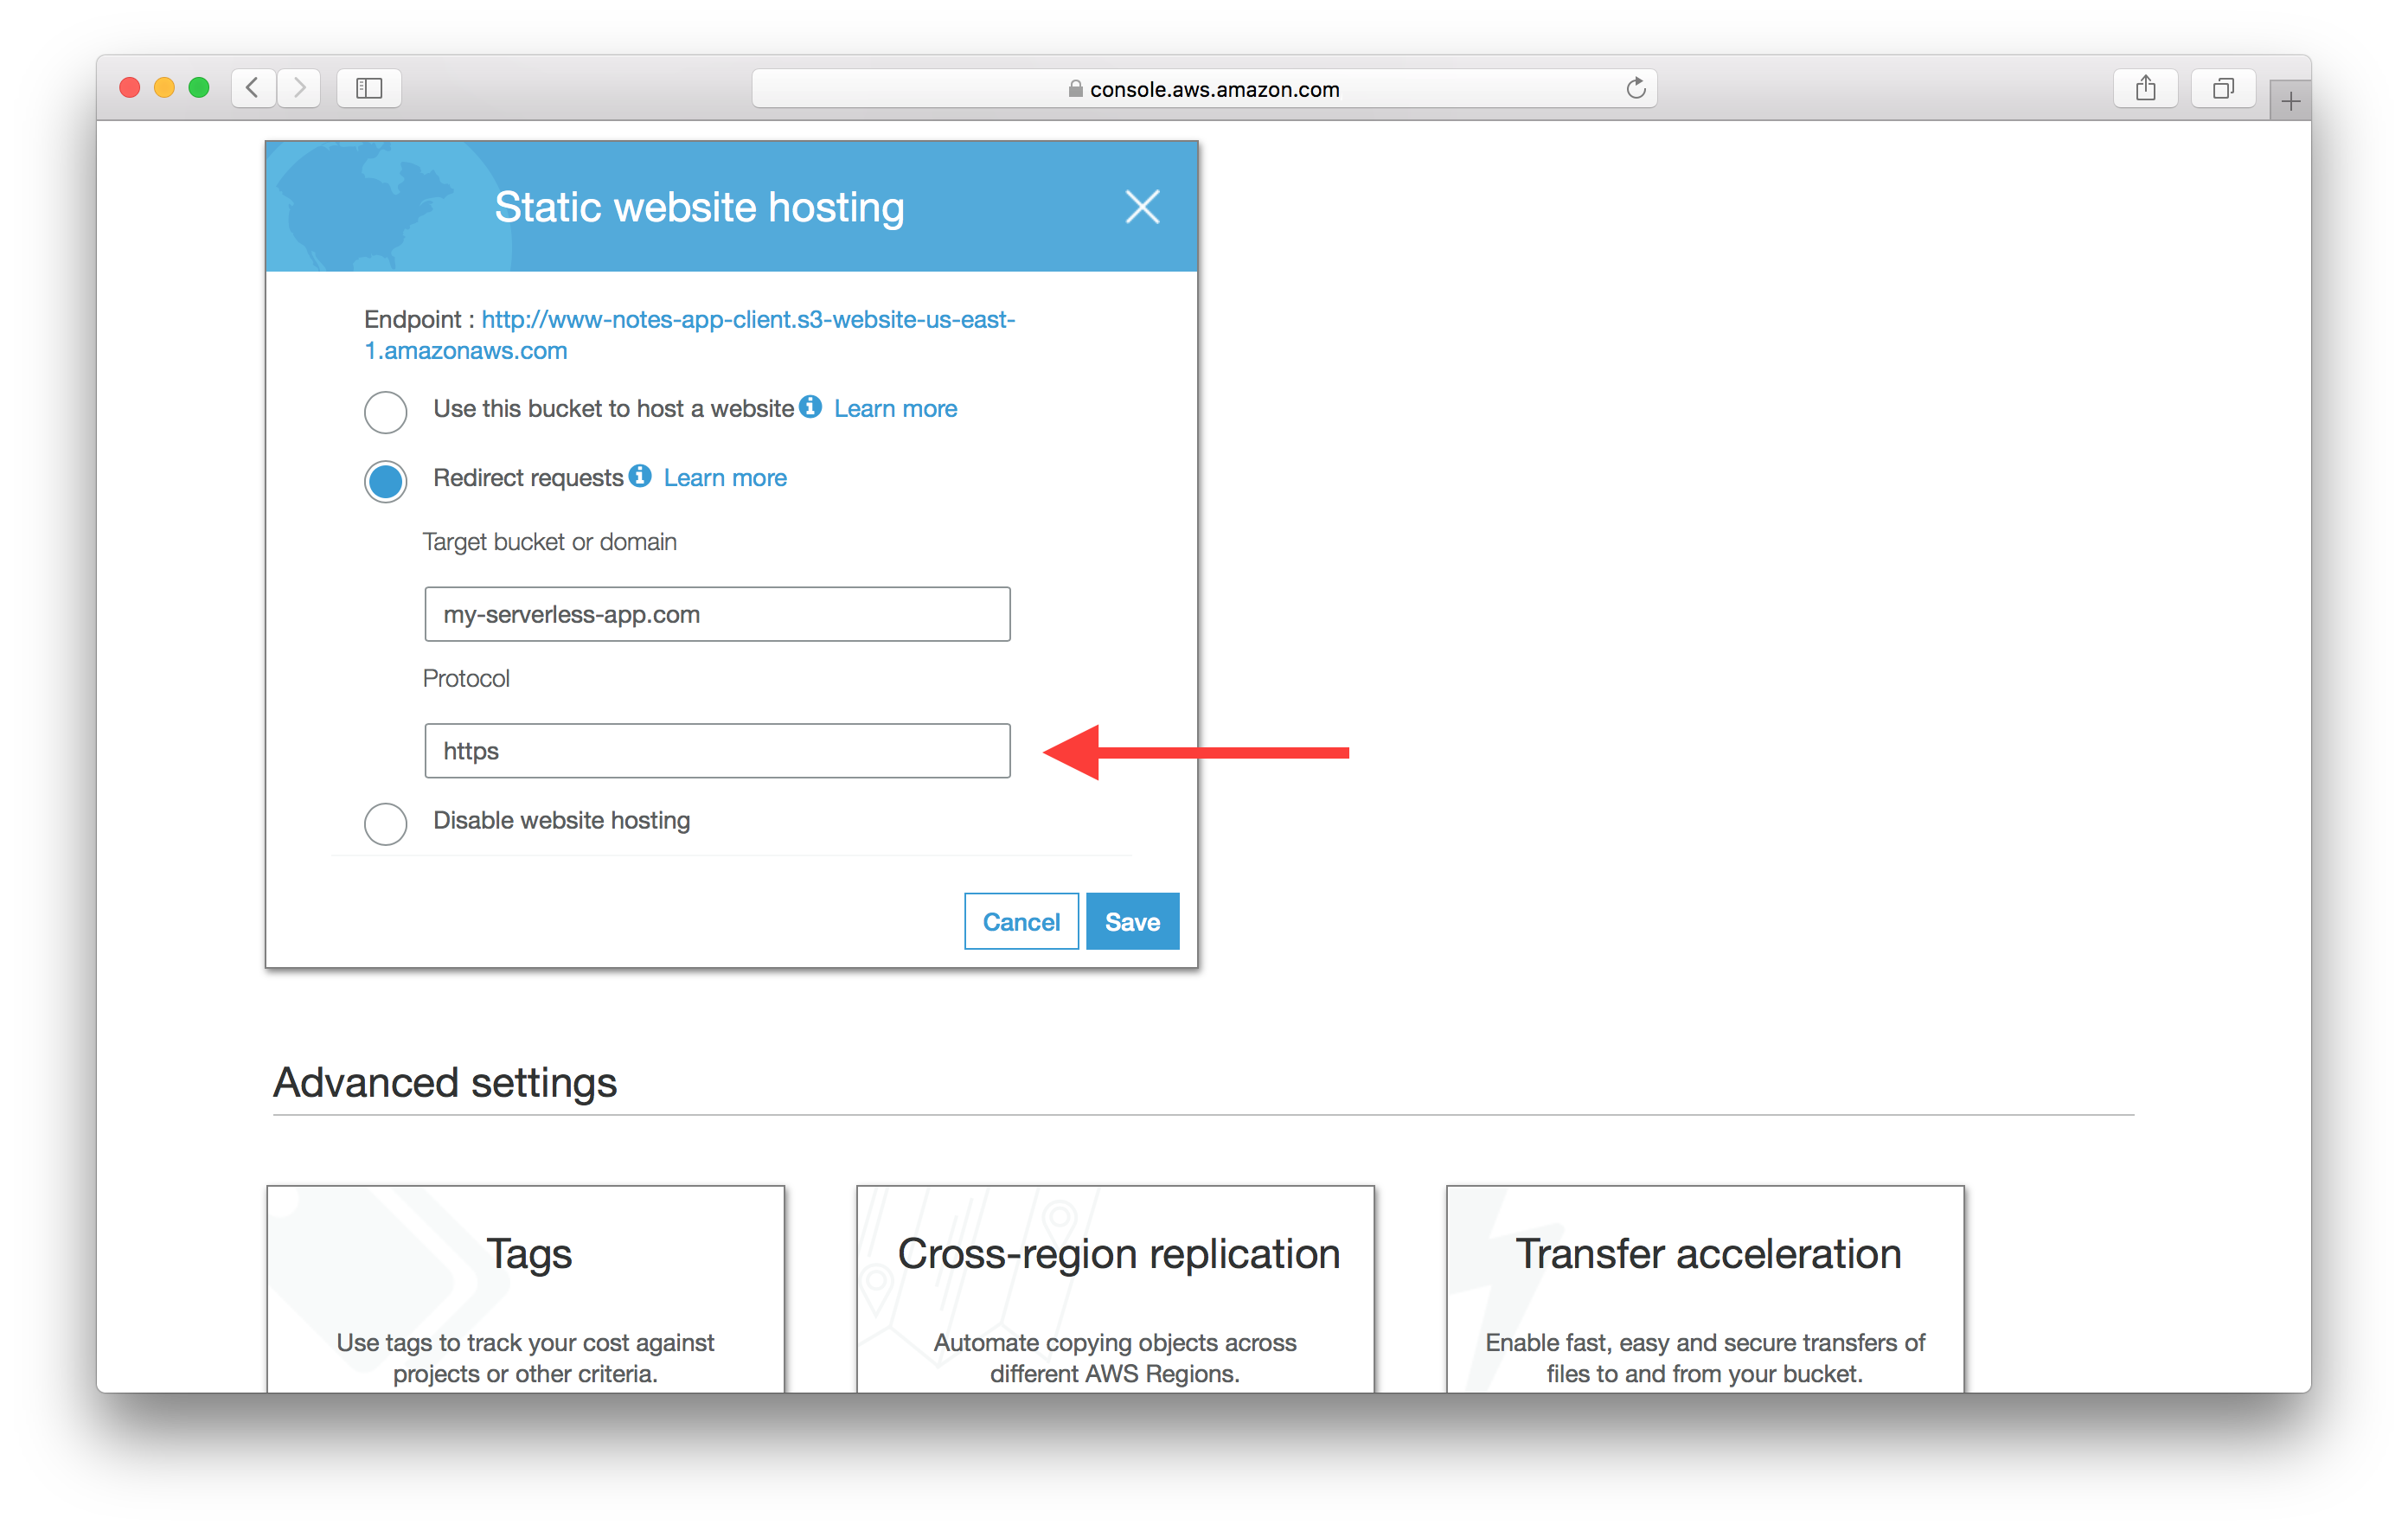 console.aws.amazon.com
Static website hosting
Endpoint : http://www-notes-app-client.s3-website-us-east-
1.amazonaws.com
Use this bucket to host a website Learn more
Redirect requests Learn more
Target bucket or domain
my-serverless-app.com
Protocol
https
Disable website hosting
Cancel Save
Advanced settings
Tags
Use tags to track your cost against
projects or other criteria.
Cross-region replication
Automate copying objects across
different AWS Regions.
Transfer acceleration
Enable fast, easy and secure transfers of
files to and from your bucket.